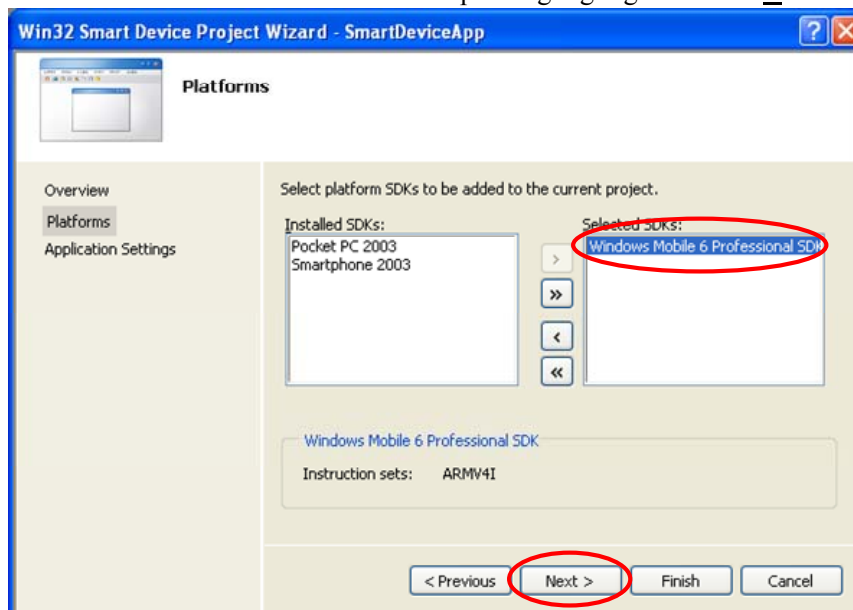 Win32 Smart Device Project Wizard - SmartDeviceApp
Platforms
Overview
Platforms
Application Settings
Select platform SDKs to be added to the current project.
Installed SDKs:
Selected SDKs:
Pocket PC 2003
Smartphone 2003
Windows Mobile 6 Professional SDK
>
»
<
«
Windows Mobile 6 Professional SDK
Instruction sets: ARMV4I
< Previous
Next >
Finish
Cancel